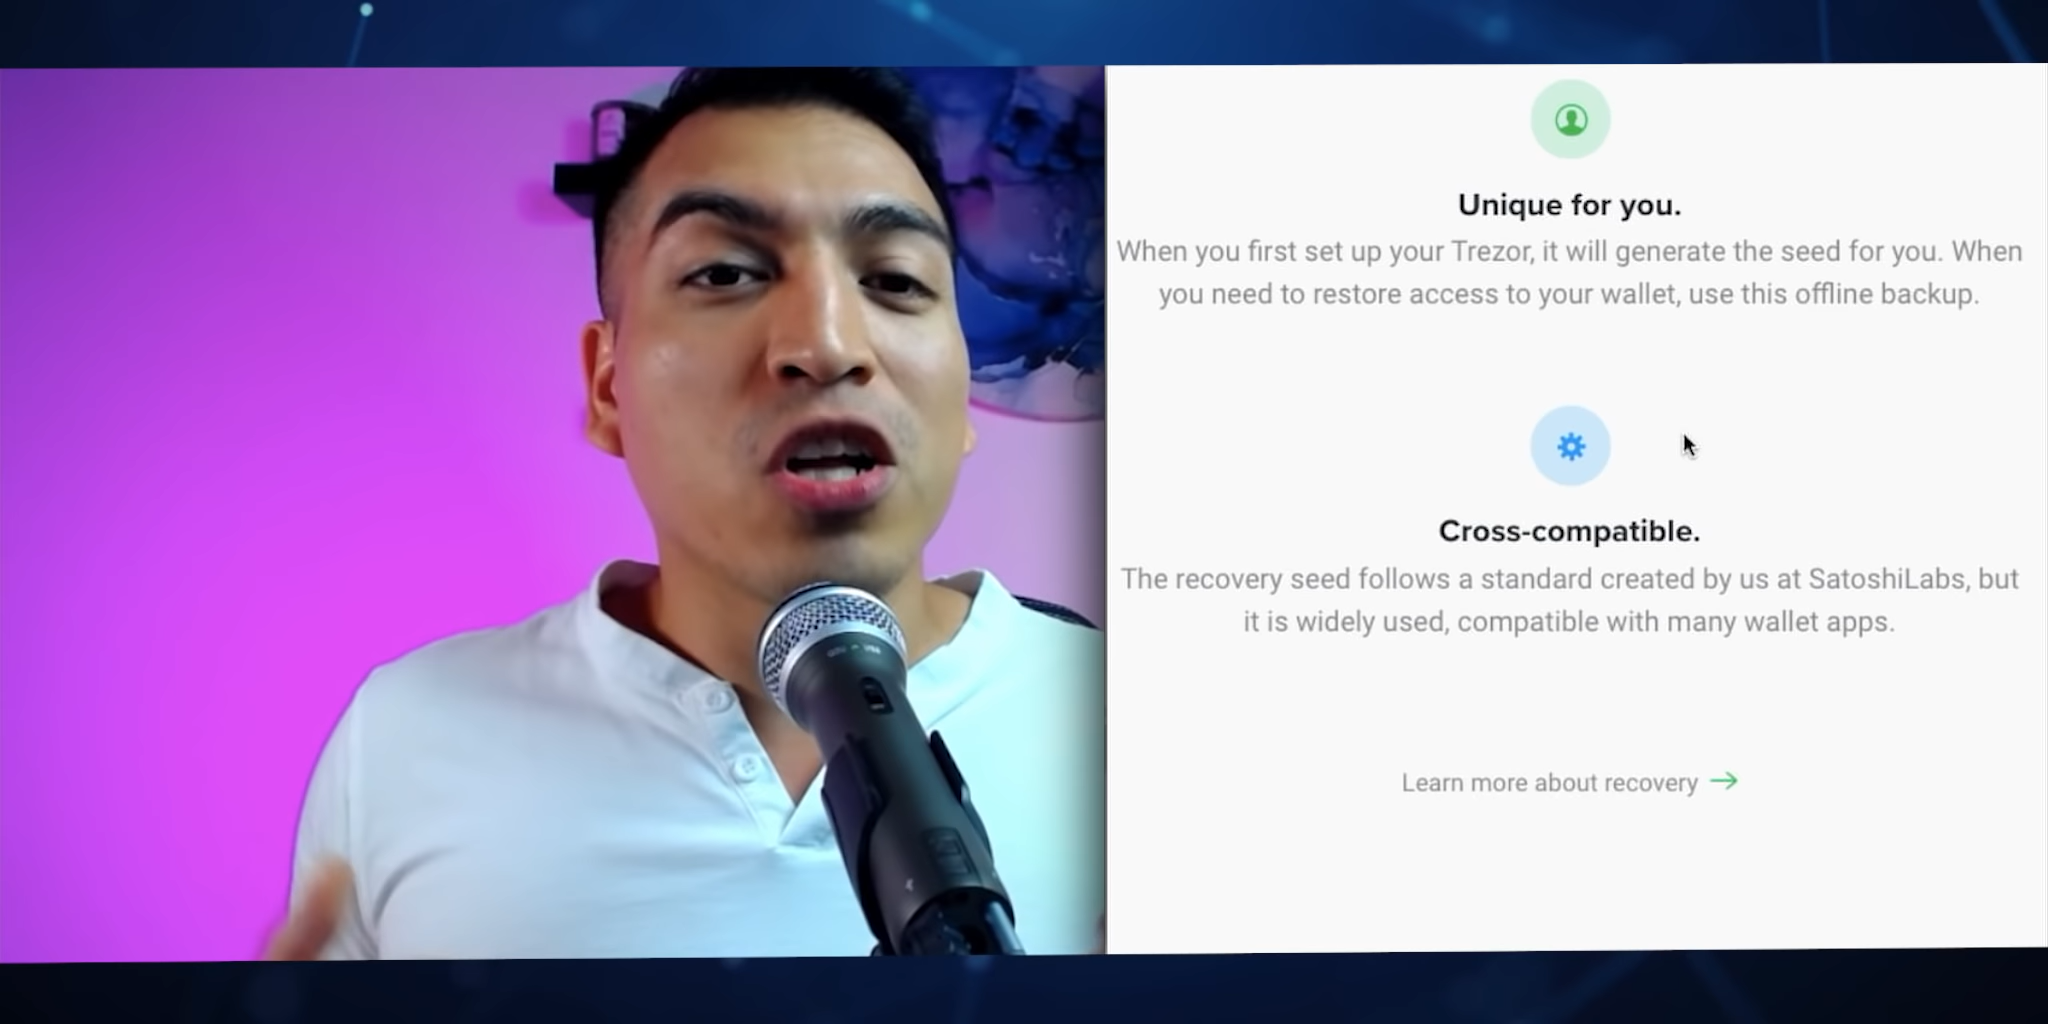 Unique for you.
When you first set up your Trezor, it will generate the seed for you. When
you need to restore access to your wallet, use this offline backup.
Cross-compatible.
The recovery seed follows a standard created by us at SatoshiLabs, but
it is widely used, compatible with many wallet apps.
Learn more about recovery